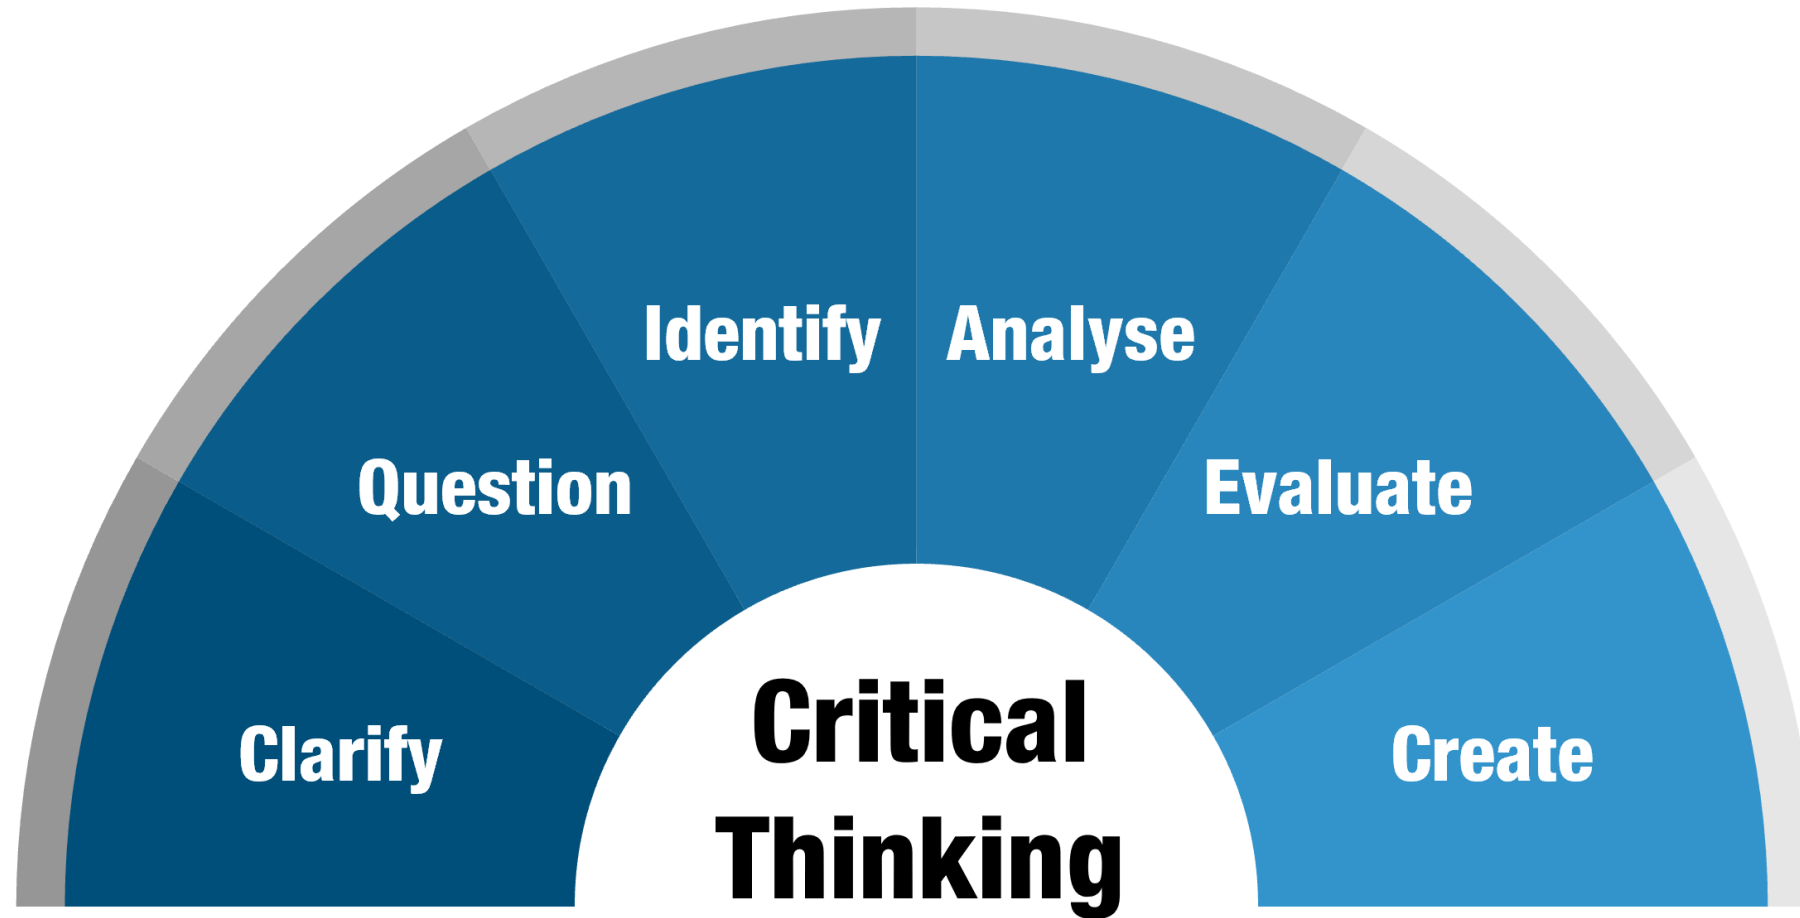 Clarify
Question
Identify
Analyse
Evaluate
Create
Critical
Thinking